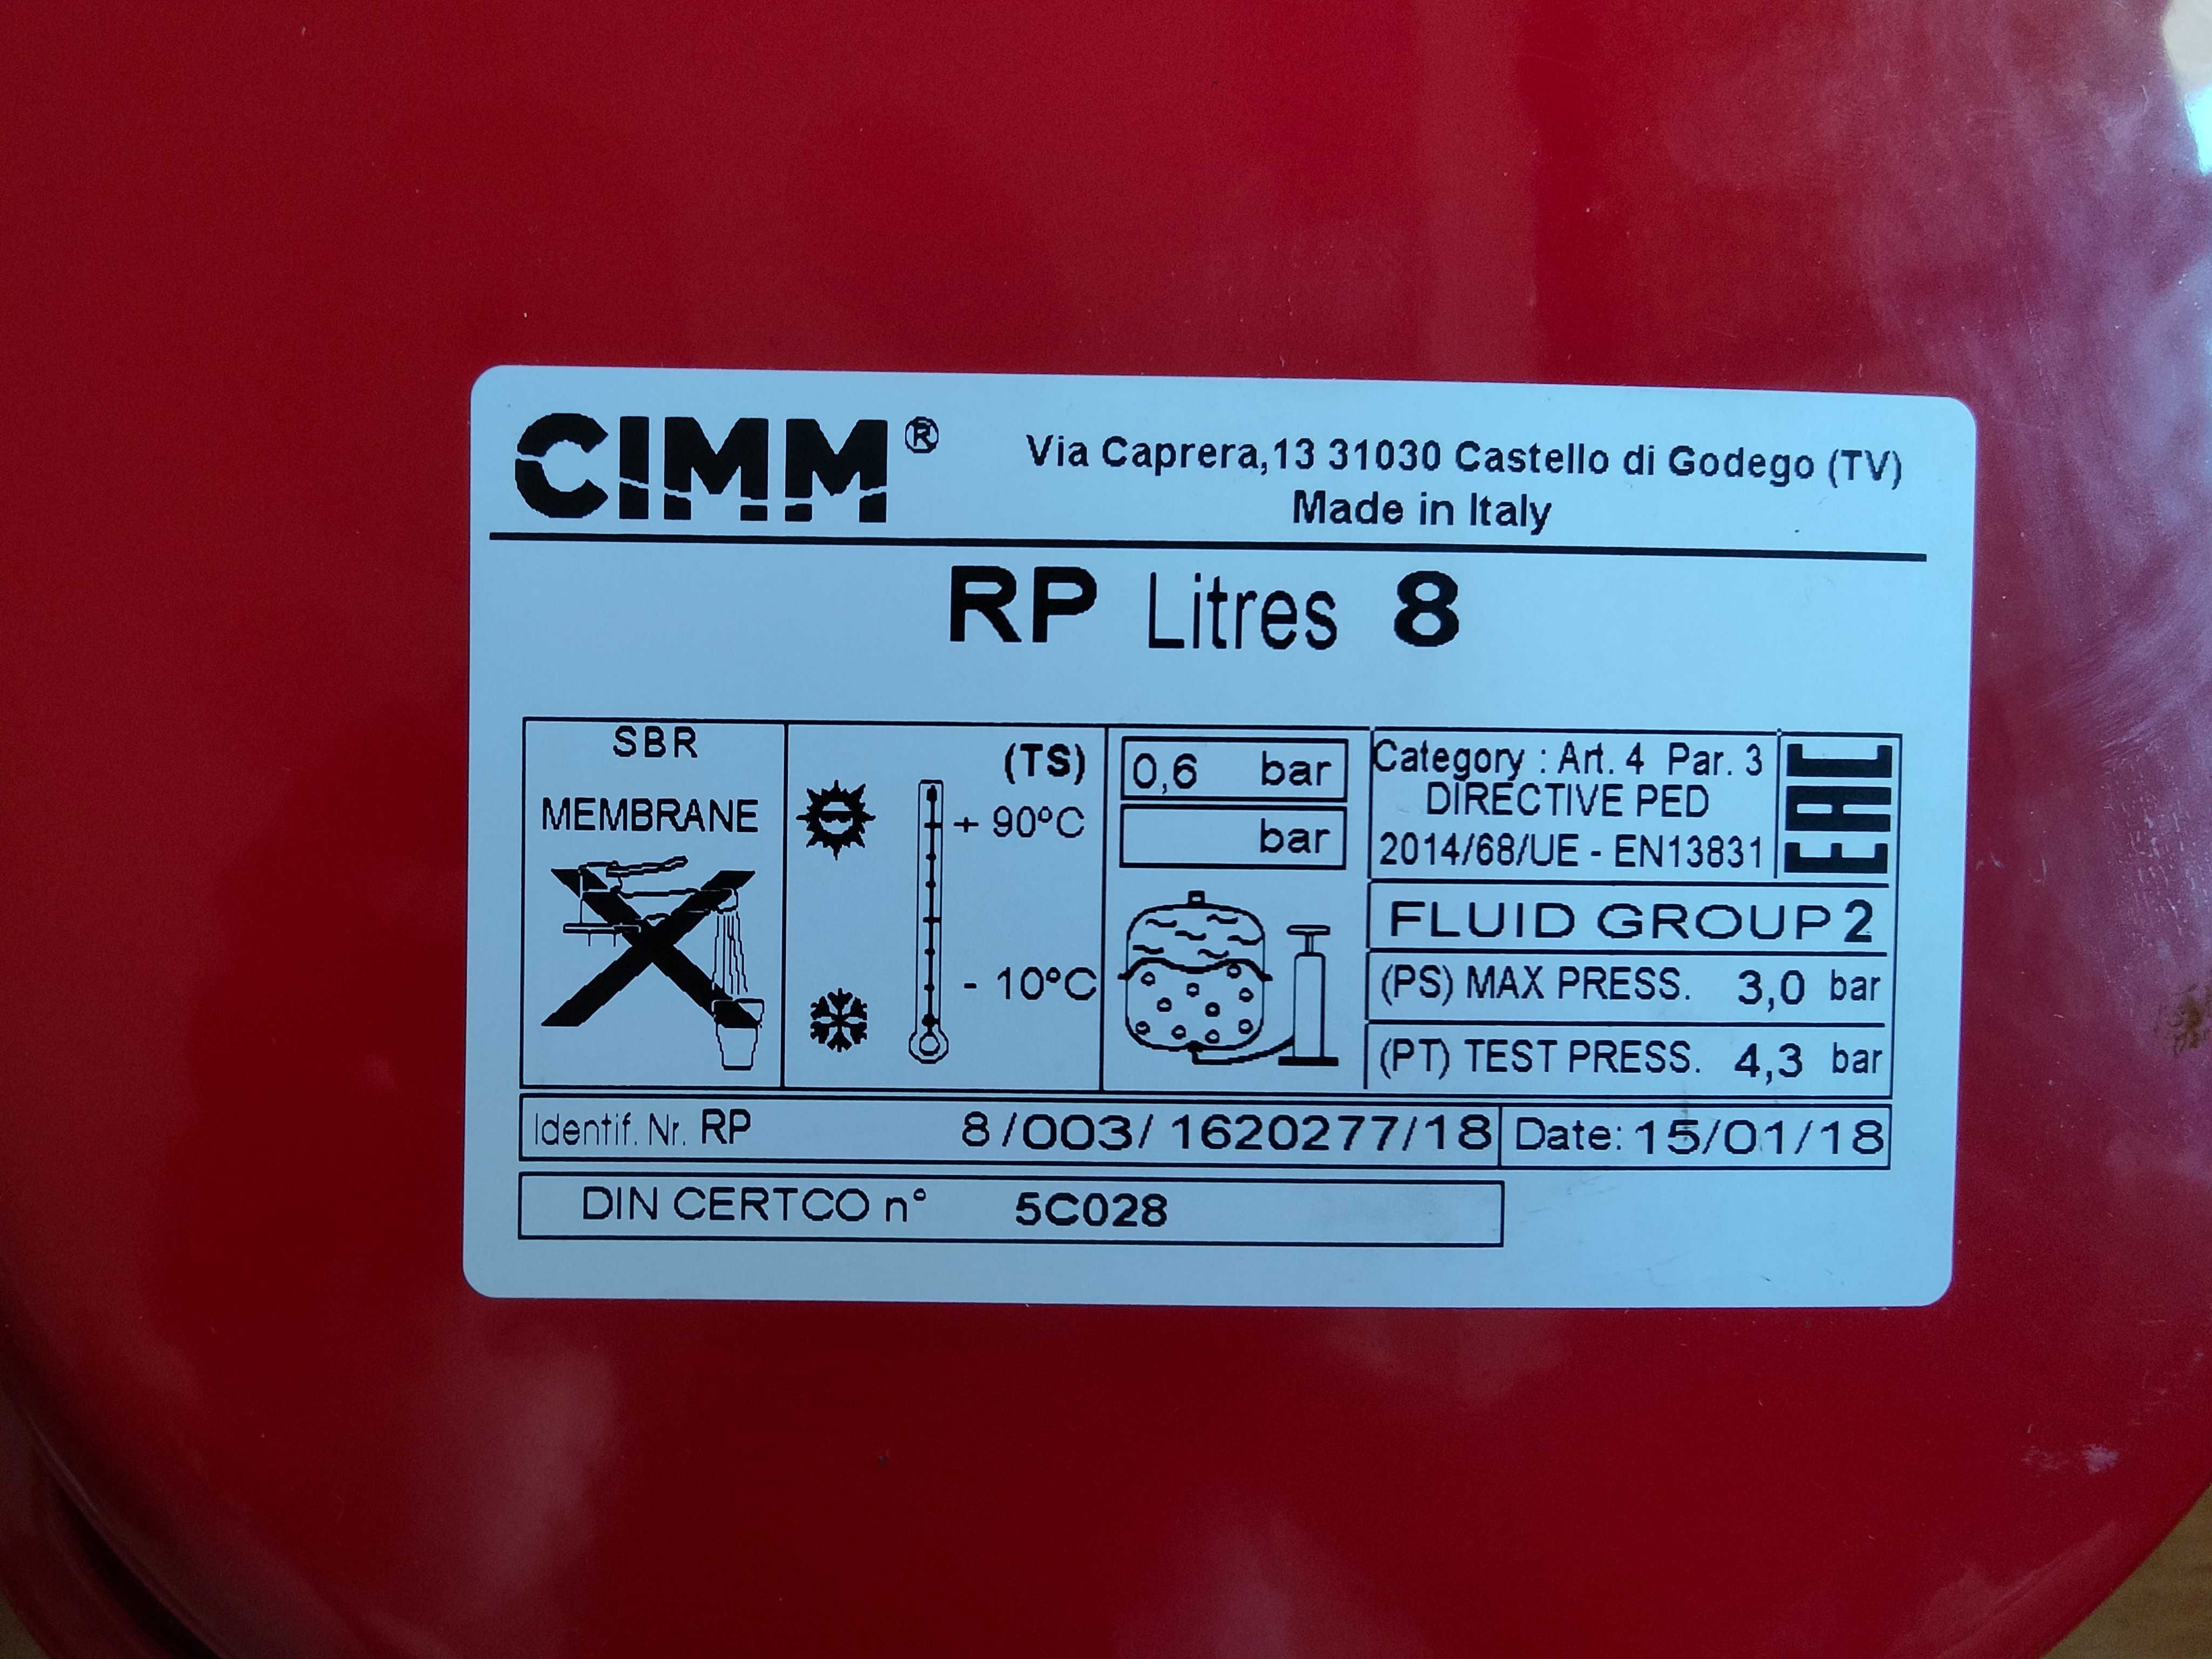 CIMM®
Via Caprera,13 31030 Castello di Godego (TV)
Made in Italy
RP Litres 8
SBR
MEMBRANE
(TS)
+ 90ºC
- 10ºC
0,6 bar
bar
Category : Art. 4 Par. 3
DIRECTIVE PED
2014/68/UE - EN13831
EAC
FLUID GROUP 2
(PS) MAX PRESS. 3,0 bar
(PT) TEST PRESS. 4,3 bar
Identif. Nr. RP 8/003/1620277/18
Date: 15/01/18
DIN CERTCO n° 5C028